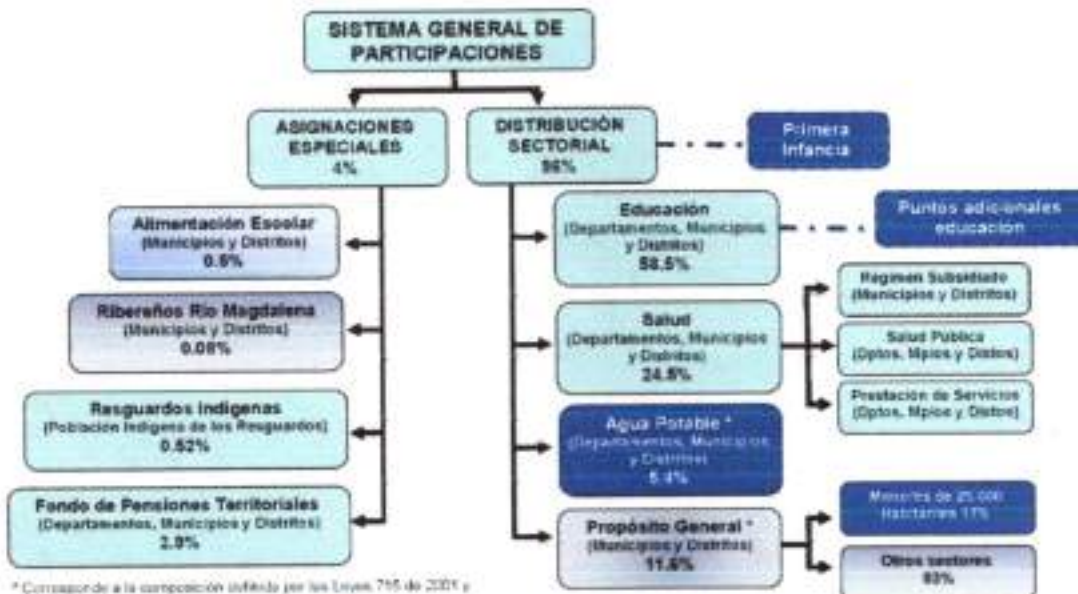 SISTEMA GENERAL DE
PARTICIPACIONES
ASIGNACIONES
ESPECIALES
4%
DISTRIBUCIÓN
SECTORIAL
96%
Primera
Infancia
Alimentación Escolar
(Municipios y Distritos)
0.5%
Ribereños Rio Magdalena
(Municipios y Distritos)
0.08%
Resguardos Indigenas
(Población Indigena de los Resguardos)
0.52%
Fondo de Pensiones Territoriales
(Departamentos, Municipios y Distritos)
2.9%
Educación
(Departamentos, Municipios
y Distritos)
58.5%
Puntos adicionales
educación
Salud
(Departamentos, Municipios
y Distritos)
24.5%
Régimen Subsidiado
(Municipios y Distritos)
Salud Pública
(Dptos, Mpios y Distos)
Prestación de Servicios
(Dptos, Mpios y Distos)
Agua Potable *
(Departamentos, Municipios
y Distritos)
5.4%
Propósito General *
(Municipios y Distritos)
11.6%
Menores de 25.000
Habitantes 17%
Otros sectores
83%
* Corresponde a la composición definida por las Leyes 715 de 2001 y